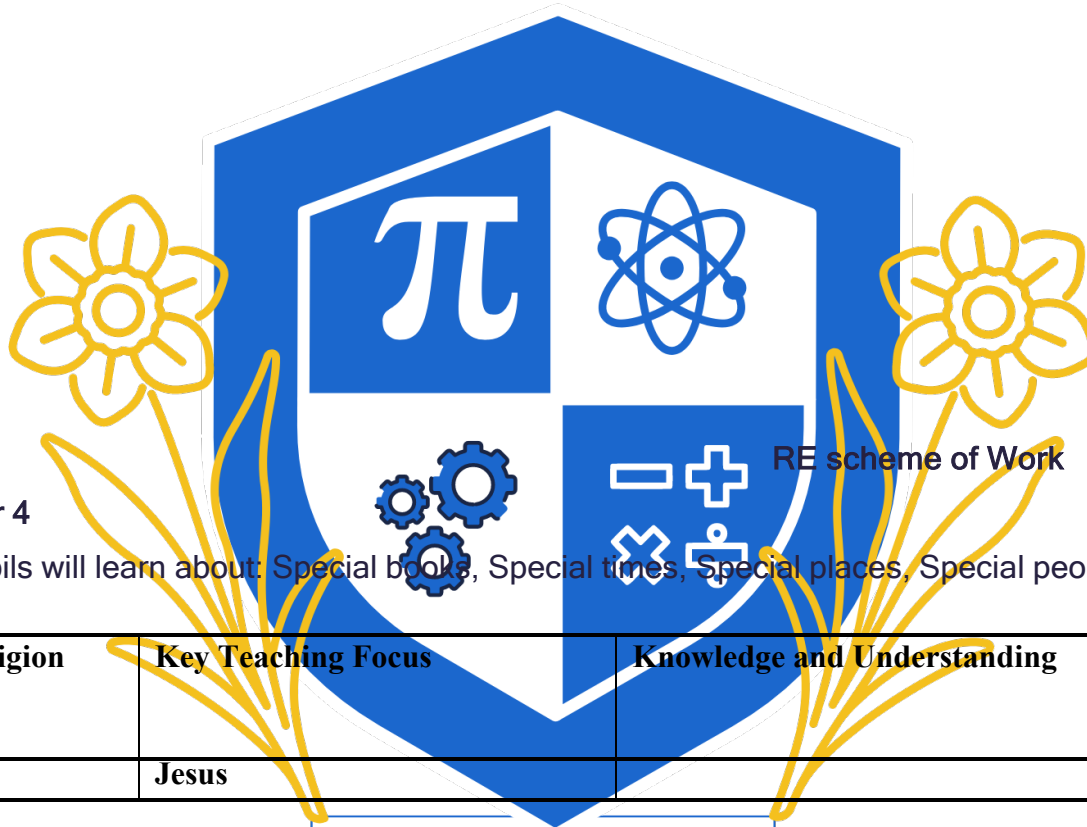 π
RE scheme of Work
r 4
pils will learn about: Special books, Special times, Special places, Special peo
igion Key Teaching Focus Knowledge and Understanding
Jesus